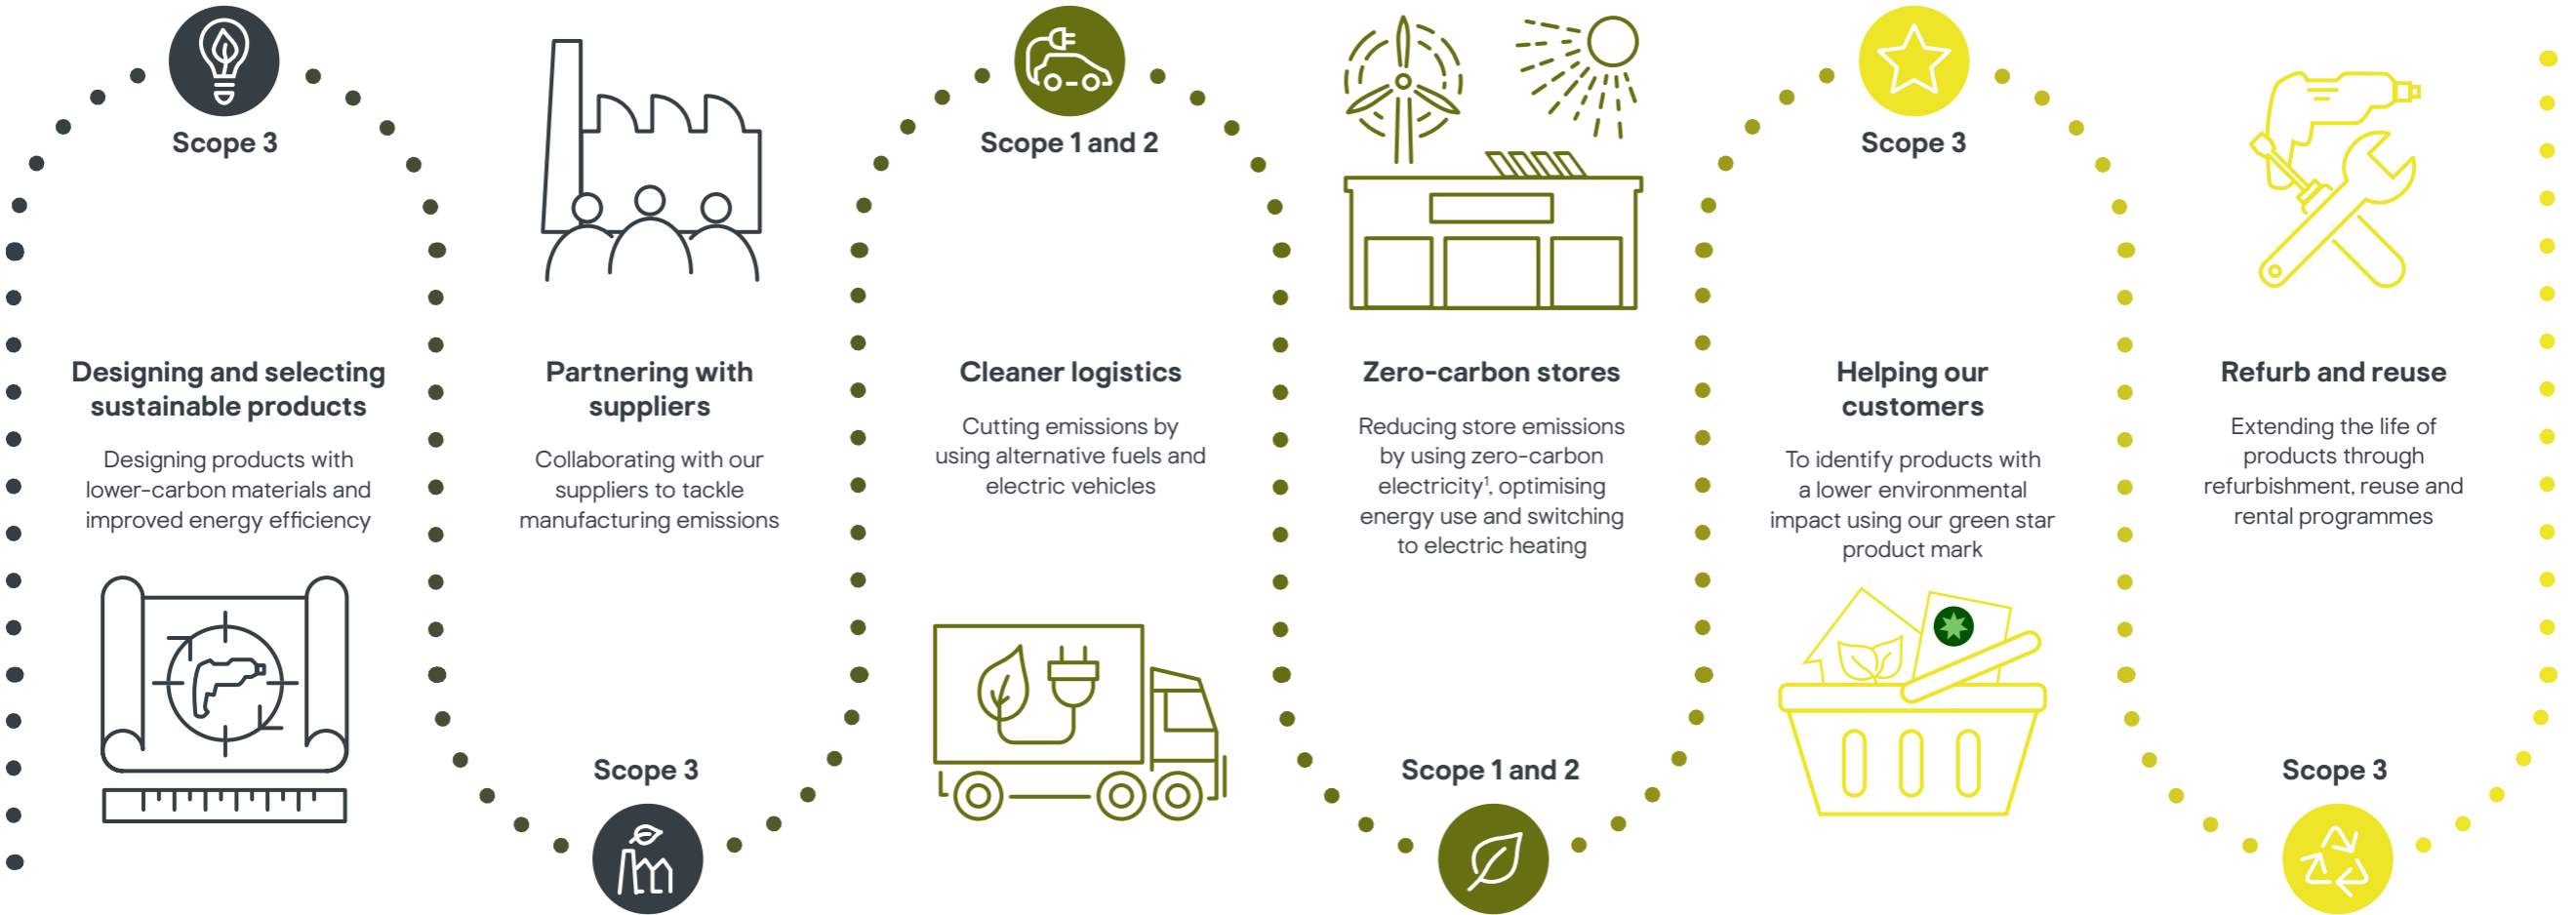 Scope 3
Designing and selecting
sustainable products
Designing products with
lower-carbon materials and
improved energy efficiency
Partnering with
suppliers
Collaborating with our
suppliers to tackle
manufacturing emissions
Scope 3
Scope 1 and 2
Cleaner logistics
Cutting emissions by
using alternative fuels and
electric vehicles
Zero-carbon stores
Reducing store emissions
by using zero-carbon
electricity¹, optimising
energy use and switching
to electric heating
Scope 1 and 2
Scope 3
Helping our
customers
To identify products with
a lower environmental
impact using our green star
product mark
Refurb and reuse
Extending the life of
products through
refurbishment, reuse and
rental programmes
Scope 3